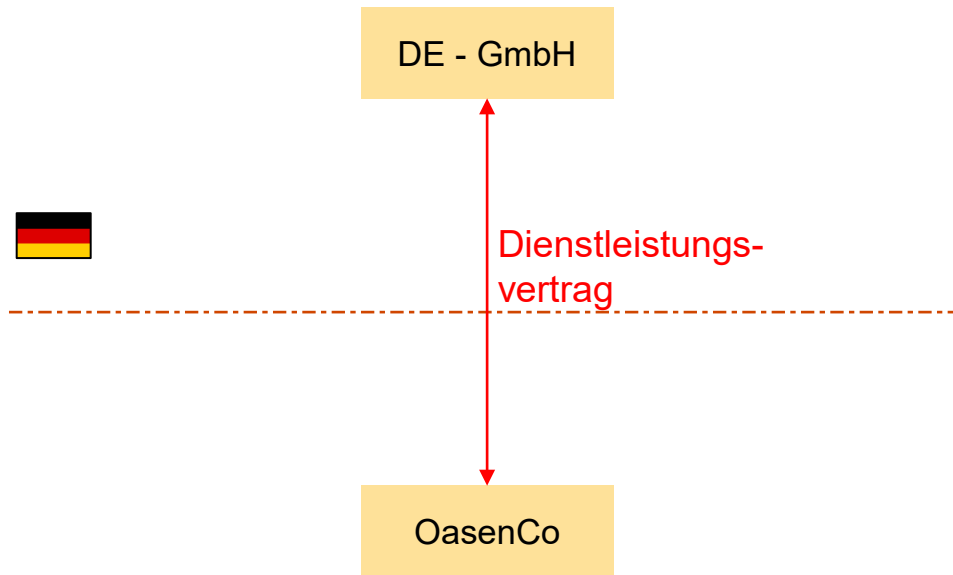 DE - GmbH
Dienstleistungs-
vertrag
OasenCo